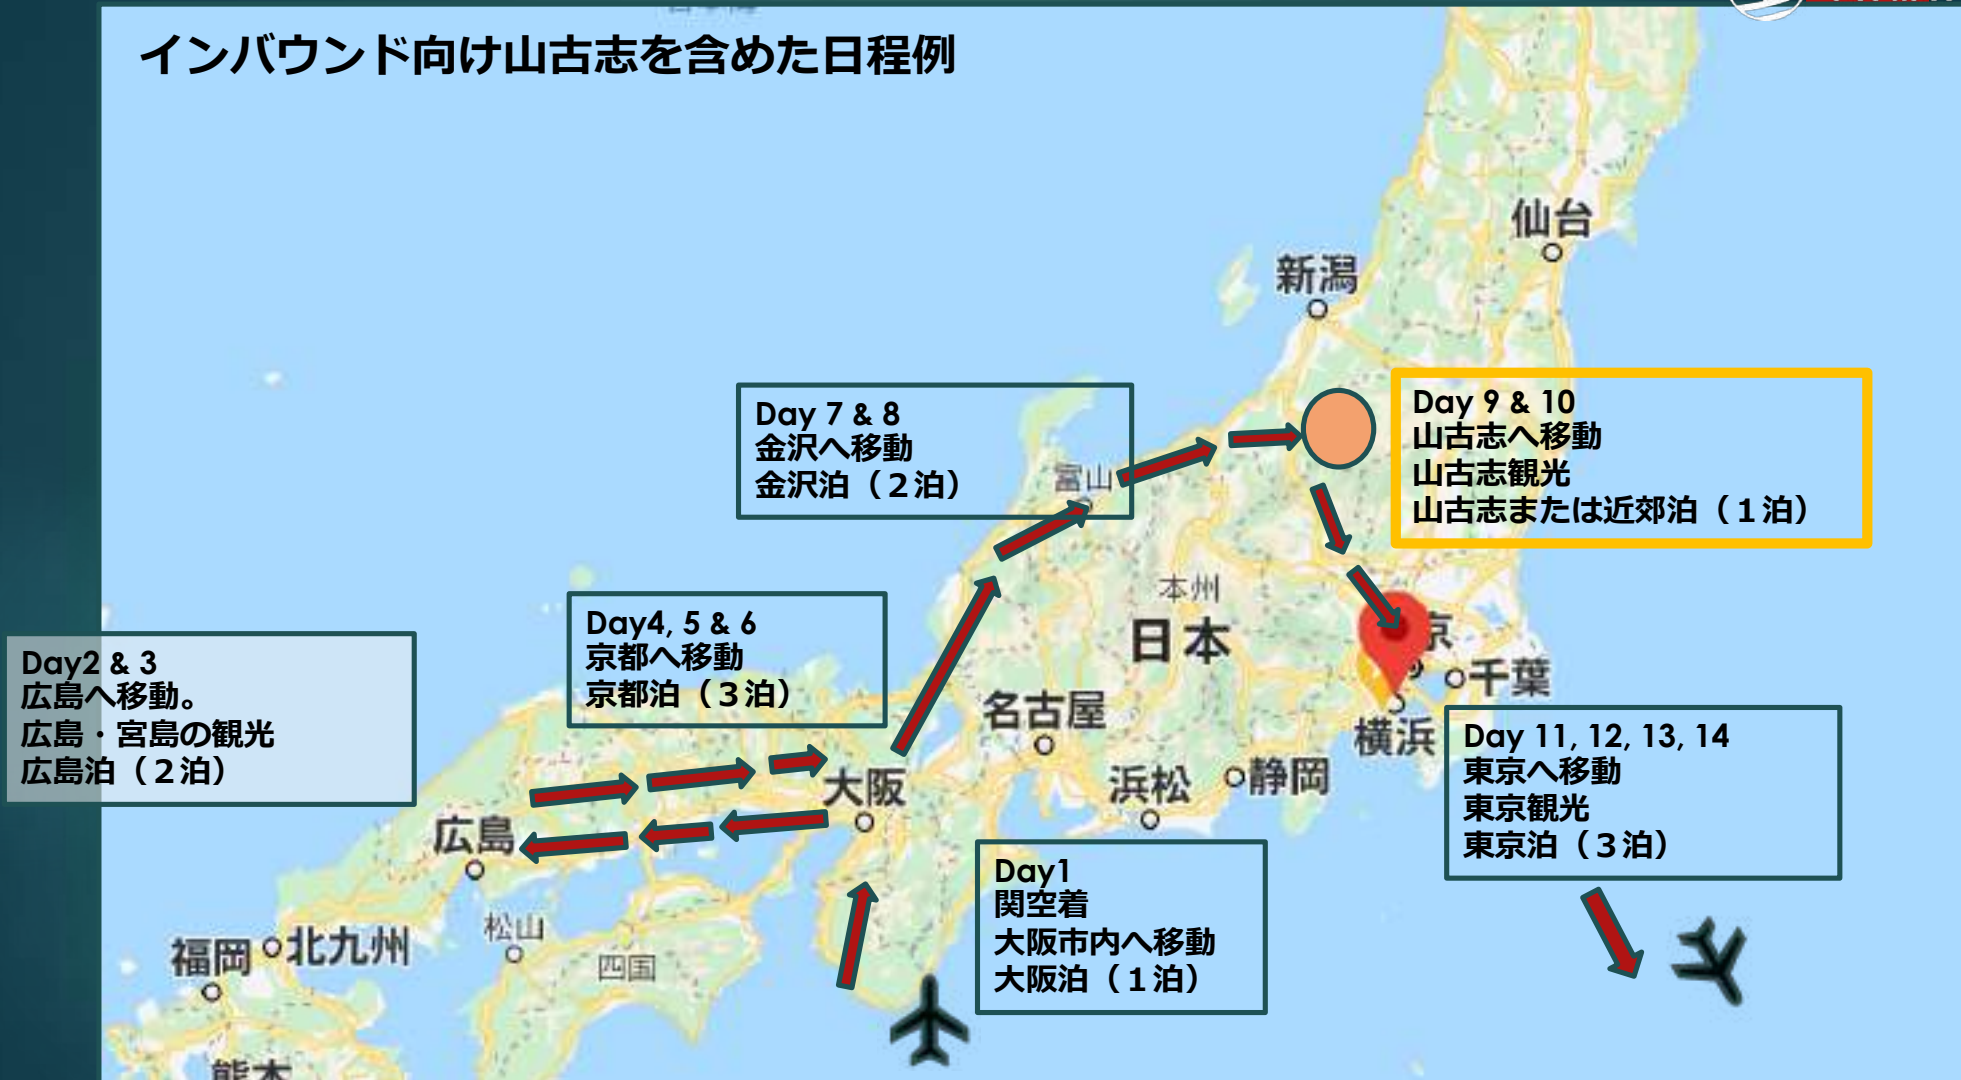 インバウンド向け山古志を含めた日程例
仙台
新潟
Day 7 & 8
金沢へ移動
金沢泊（２泊）
富山
Day 9 & 10
山古志へ移動
山古志観光
山古志または近郊泊（１泊）
本州
日本
Day4, 5 & 6
京都へ移動
京都泊（３泊）
Day2 & 3
広島へ移動。
広島・宮島の観光
広島泊（２泊）
京
千葉
名古屋
横浜
浜松
静岡
大阪
広島
Day 11, 12, 13, 14
東京へ移動
東京観光
東京泊（３泊）
Day1
関空着
大阪市内へ移動
大阪泊（１泊）
松山
四国
福岡
北九州
熊本